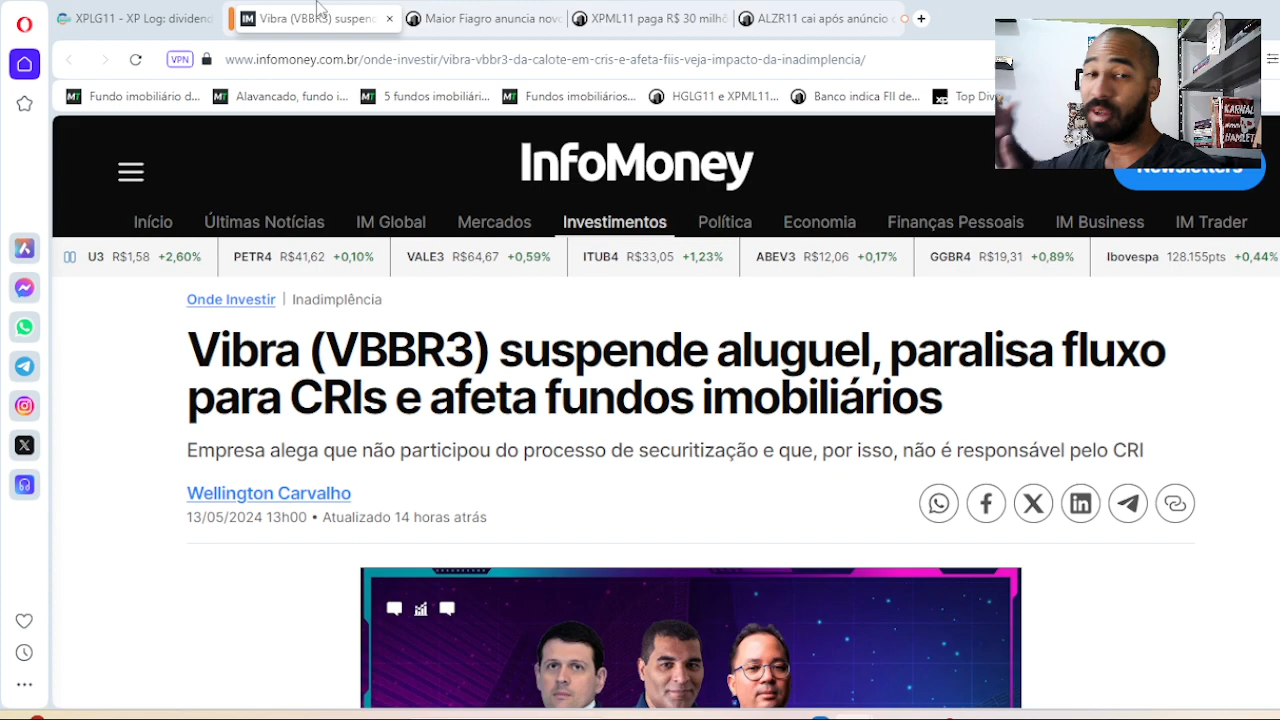 XPLG11 - XP Log: dividend
Vibra (VBBR3) suspenc
Maior Fiagro anuncia novo
XPML11 paga R$ 30 milhõ
ALZR11 cai após anúncio
VPN
www.infomoney.com.br/onde-investir/vibra-vbbr3-da-calote-em-cris-e-afeta-fiis-veja-impacto-da-inadimplencia/
Fundo imobiliário d...
Alavancado, fundo i...
5 fundos imobiliári...
Fundos imobiliários...
HGLG11 e XPML11...
Banco indica FII de...
Top Div
KARNAL
HAMLET
InfoMoney
Newsletters
Início
Últimas Notícias
IM Global
Mercados
Investimentos
Política
Economia
Finanças Pessoais
IM Business
IM Trader
U3 R$1,58 +2,60%
PETR4 R$41,62 +0,10%
VALE3 R$64,67 +0,59%
ITUB4 R$33,05 +1,23%
ABEV3 R$12,06 +0,17%
GGBR4 R$19,31 +0,89%
Ibovespa 128.155pts +0,44%
Onde Investir | Inadimplência
Vibra (VBBR3) suspende aluguel, paralisa fluxo
para CRIs e afeta fundos imobiliários
Empresa alega que não participou do processo de securitização e que, por isso, não é responsável pelo CRI
Wellington Carvalho
13/05/2024 13h00 • Atualizado 14 horas atrás